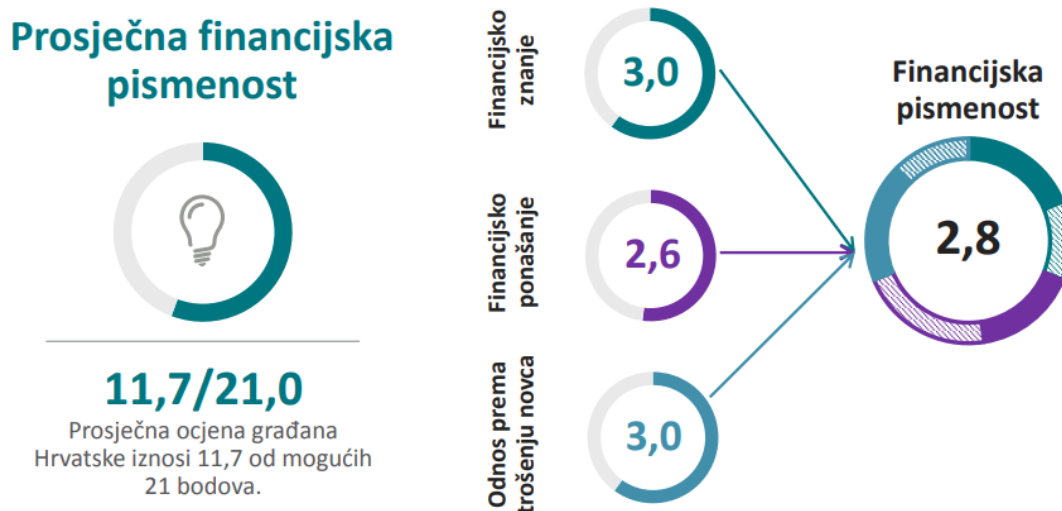 Prosječna financijska
pismenost
11,7/21,0
Prosječna ocjena građana
Hrvatske iznosi 11,7 od mogućih
21 bodova.
Financijsko
znanje
3,0
Financijsko
ponašanje
2,6
Odnos prema
trošenju novca
3,0
Financijska
pismenost
2,8